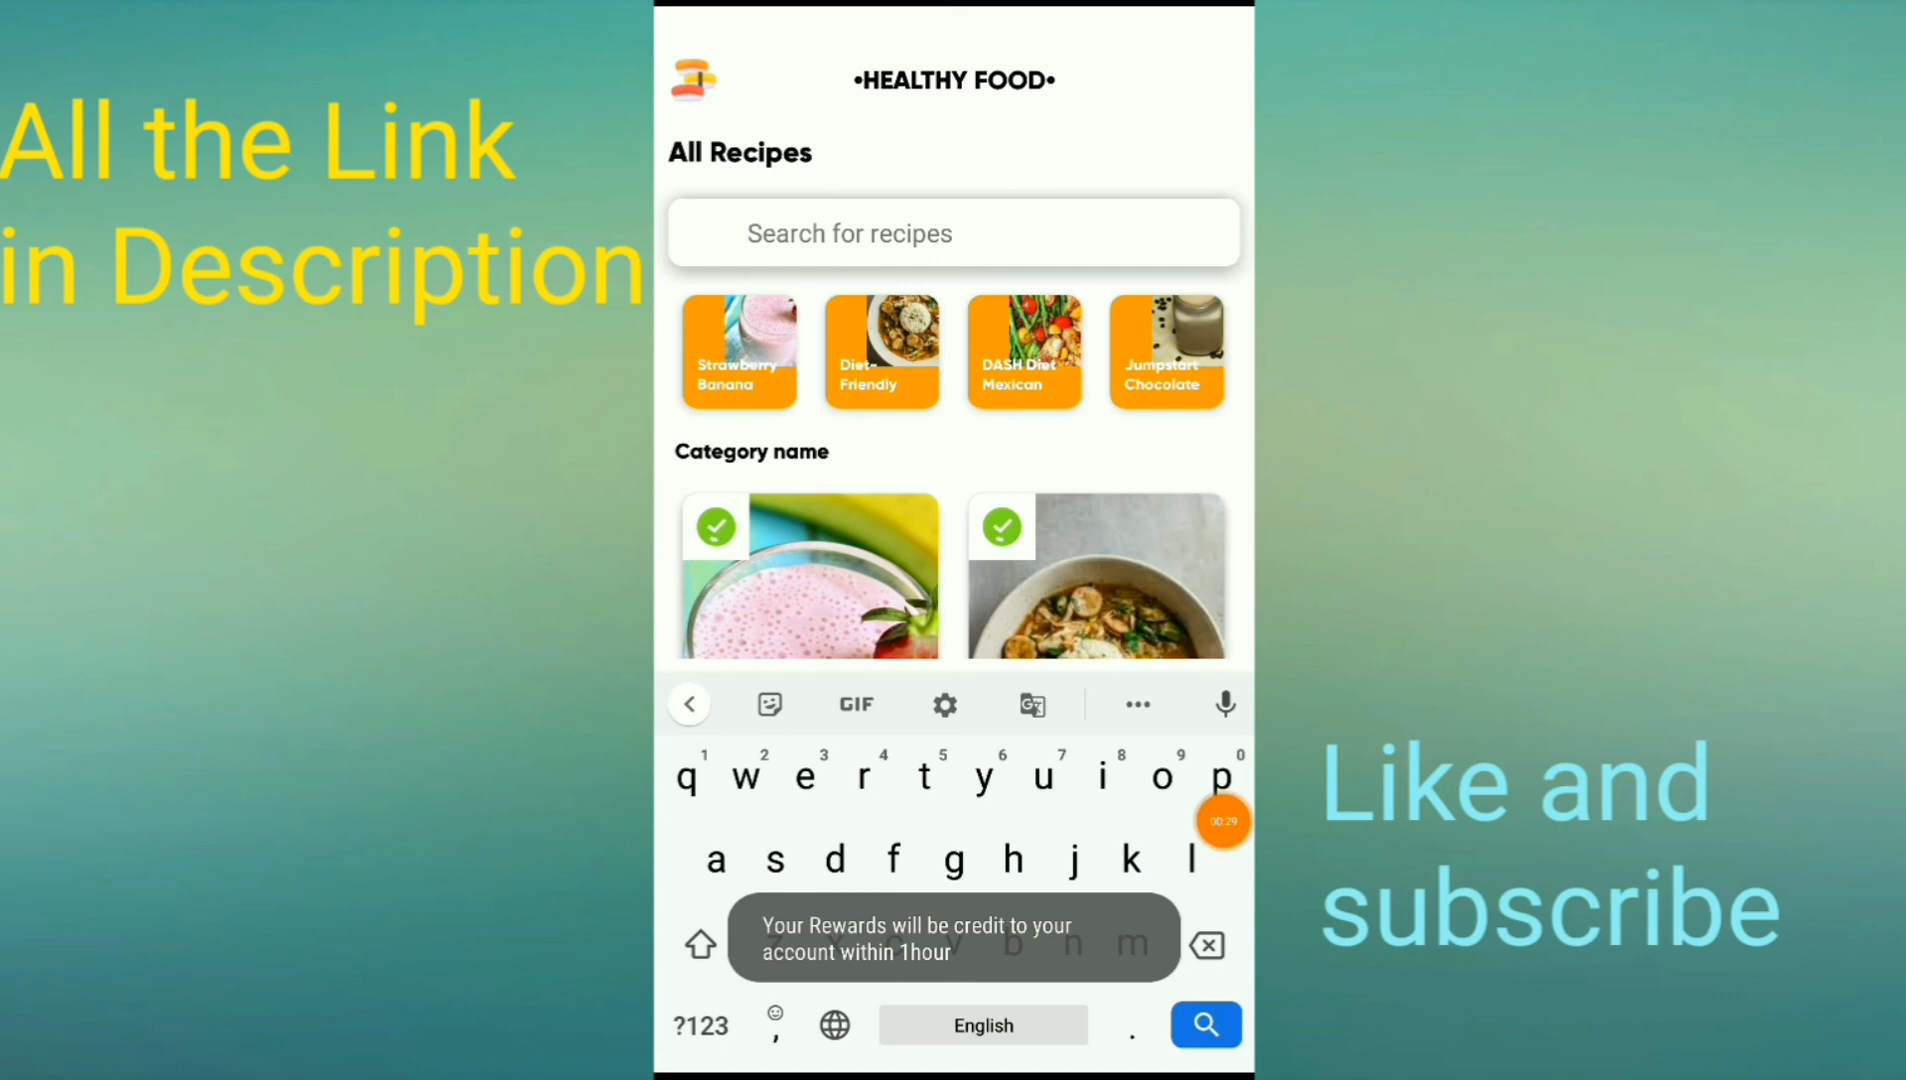 All the Link
in Description
•HEALTHY FOOD•
All Recipes
Search for recipes
Strawberry
Banana
Diet-
Friendly
DASH Diet
Mexican
Jumpstart
Chocolate
Category name
GIF
1 2 3 4 5 6 7 8 9 0
q w e r t y u i o p
00:29
a s d f g h j k l
z x c v b n m
Your Rewards will be credit to your
account within 1hour
?123 , English .
Like and
subscribe